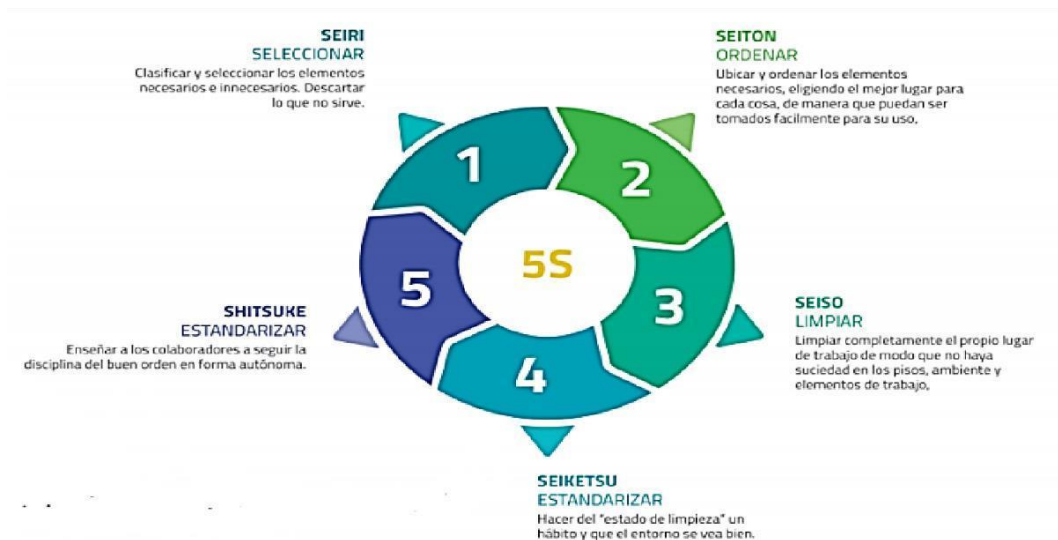 SEIRI
SELECCIONAR
Clasificar y seleccionar los elementos
necesarios e innecesarios. Descartar
lo que no sirve.
SEITON
ORDENAR
Ubicar y ordenar los elementos
necesarios, eligiendo el mejor lugar para
cada cosa, de manera que puedan ser
tomados facilmente para su uso,
1
2
5S
5
3
4
SHITSUKE
ESTANDARIZAR
Enseñar a los colaboradores a seguir la
disciplina del buen orden en forma autónoma.
SEISO
LIMPIAR
Limpiar completamente el propio lugar
de trabajo de modo que no haya
suciedad en los pisos, ambiente y
elementos de trabajo,
SEIKETSU
ESTANDARIZAR
Hacer del "estado de limpieza" un
hábito y que el entorno se vea bien.